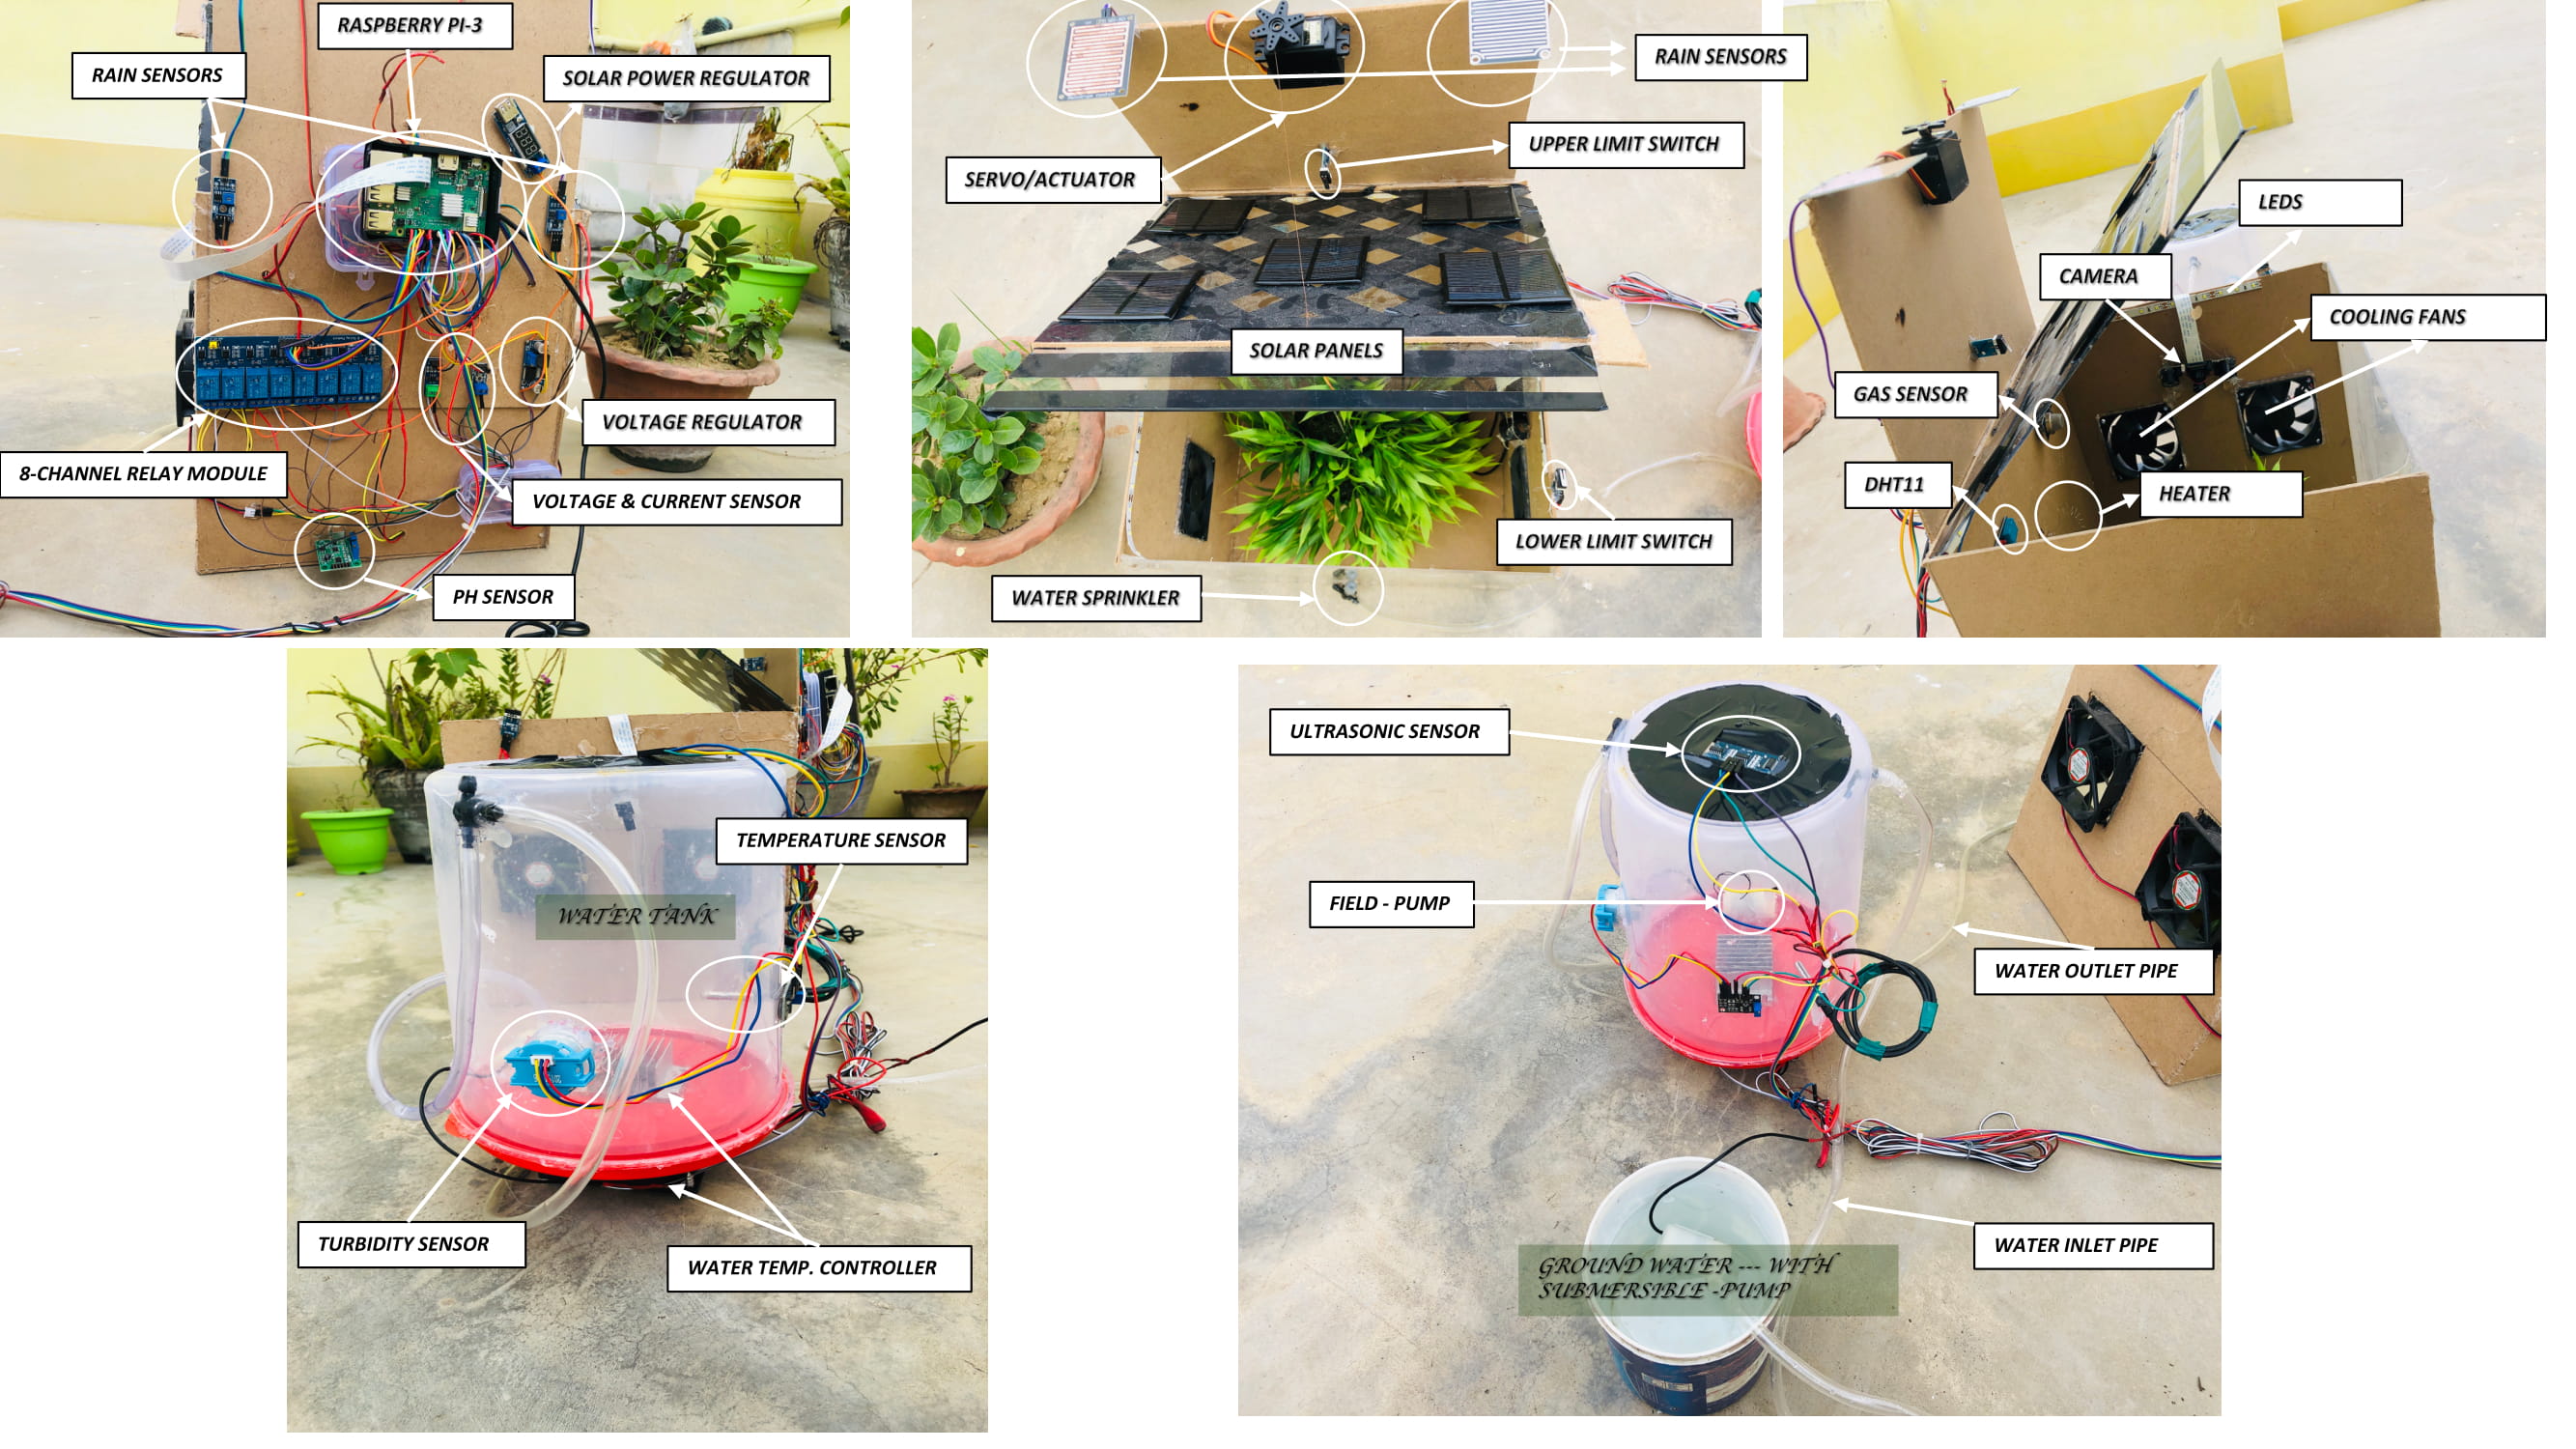 RASPBERRY PI-3
RAIN SENSORS
SOLAR POWER REGULATOR
VOLTAGE REGULATOR
8-CHANNEL RELAY MODULE
VOLTAGE & CURRENT SENSOR
PH SENSOR
RAIN SENSORS
UPPER LIMIT SWITCH
SERVO/ACTUATOR
SOLAR PANELS
LOWER LIMIT SWITCH
WATER SPRINKLER
LEDS
CAMERA
COOLING FANS
GAS SENSOR
DHT11
HEATER
TEMPERATURE SENSOR
WATER TANK
TURBIDITY SENSOR
WATER TEMP. CONTROLLER
ULTRASONIC SENSOR
FIELD - PUMP
WATER OUTLET PIPE
WATER INLET PIPE
GROUND WATER --- WITH
SUBMERSIBLE -PUMP